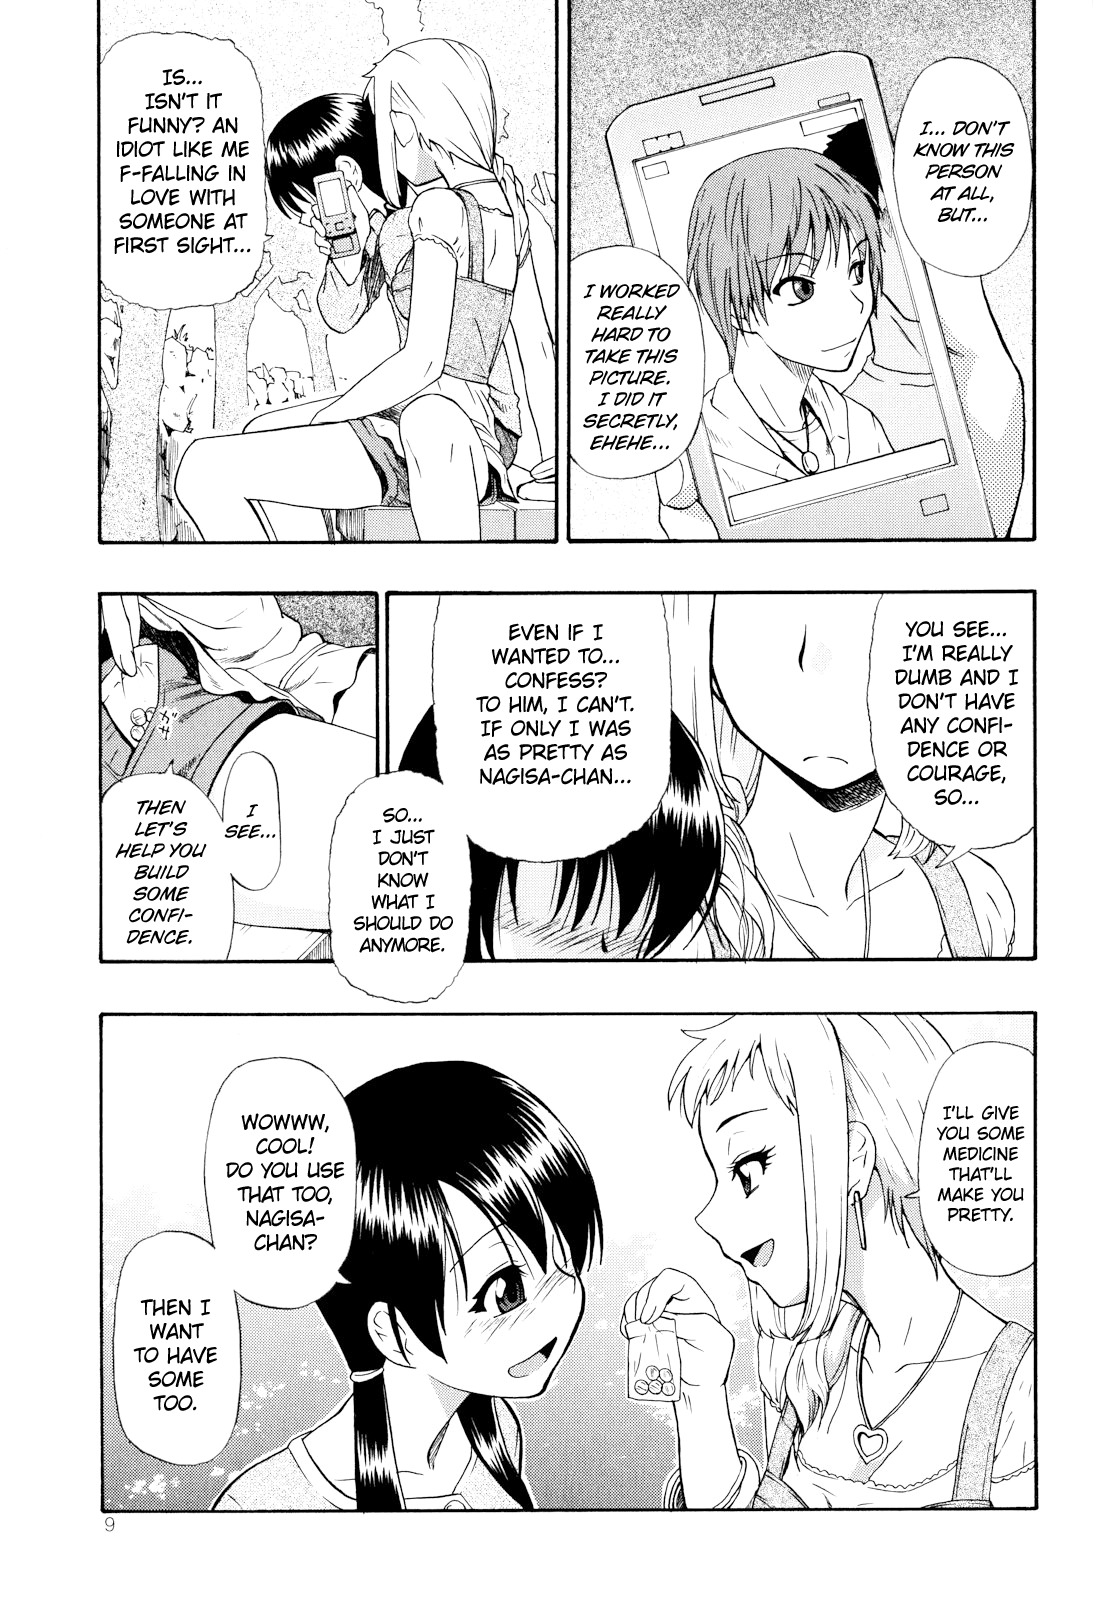 I... DON'T
KNOW THIS
PERSON
AT ALL,
BUT...
I WORKED
REALLY
HARD TO
TAKE THIS
PICTURE.
I DID IT
SECRETLY,
EHEHE...
IS...
ISN'T IT
FUNNY? AN
IDIOT LIKE ME
F-FALLING IN
LOVE WITH
SOMEONE AT
FIRST SIGHT...
YOU SEE...
I'M REALLY
DUMB AND I
DON'T HAVE
ANY CONFI-
DENCE OR
COURAGE,
SO...
EVEN IF I
WANTED TO...
CONFESS?
TO HIM, I CAN'T.
IF ONLY I WAS
AS PRETTY AS
NAGISA-CHAN...
SO...
I JUST
DON'T
KNOW
WHAT I
SHOULD DO
ANYMORE.
I
SEE...
THEN
LET'S
HELP YOU
BUILD
SOME
CONFI-
DENCE.
I'LL GIVE
YOU SOME
MEDICINE
THAT'LL
MAKE YOU
PRETTY.
WOWWW,
COOL!
DO YOU USE
THAT TOO,
NAGISA-
CHAN?
THEN I
WANT
TO HAVE
SOME
TOO.
9